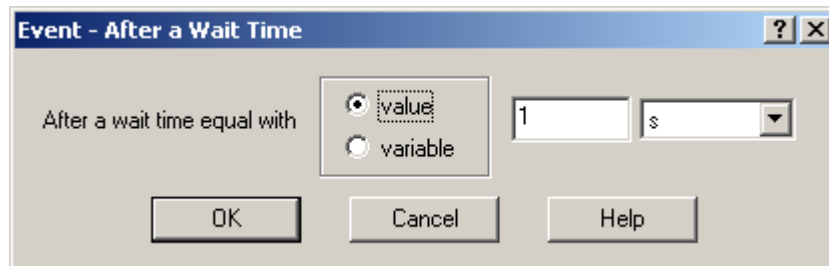 Event - After a Wait Time
After a wait time equal with
value
variable
1
s
OK
Cancel
Help